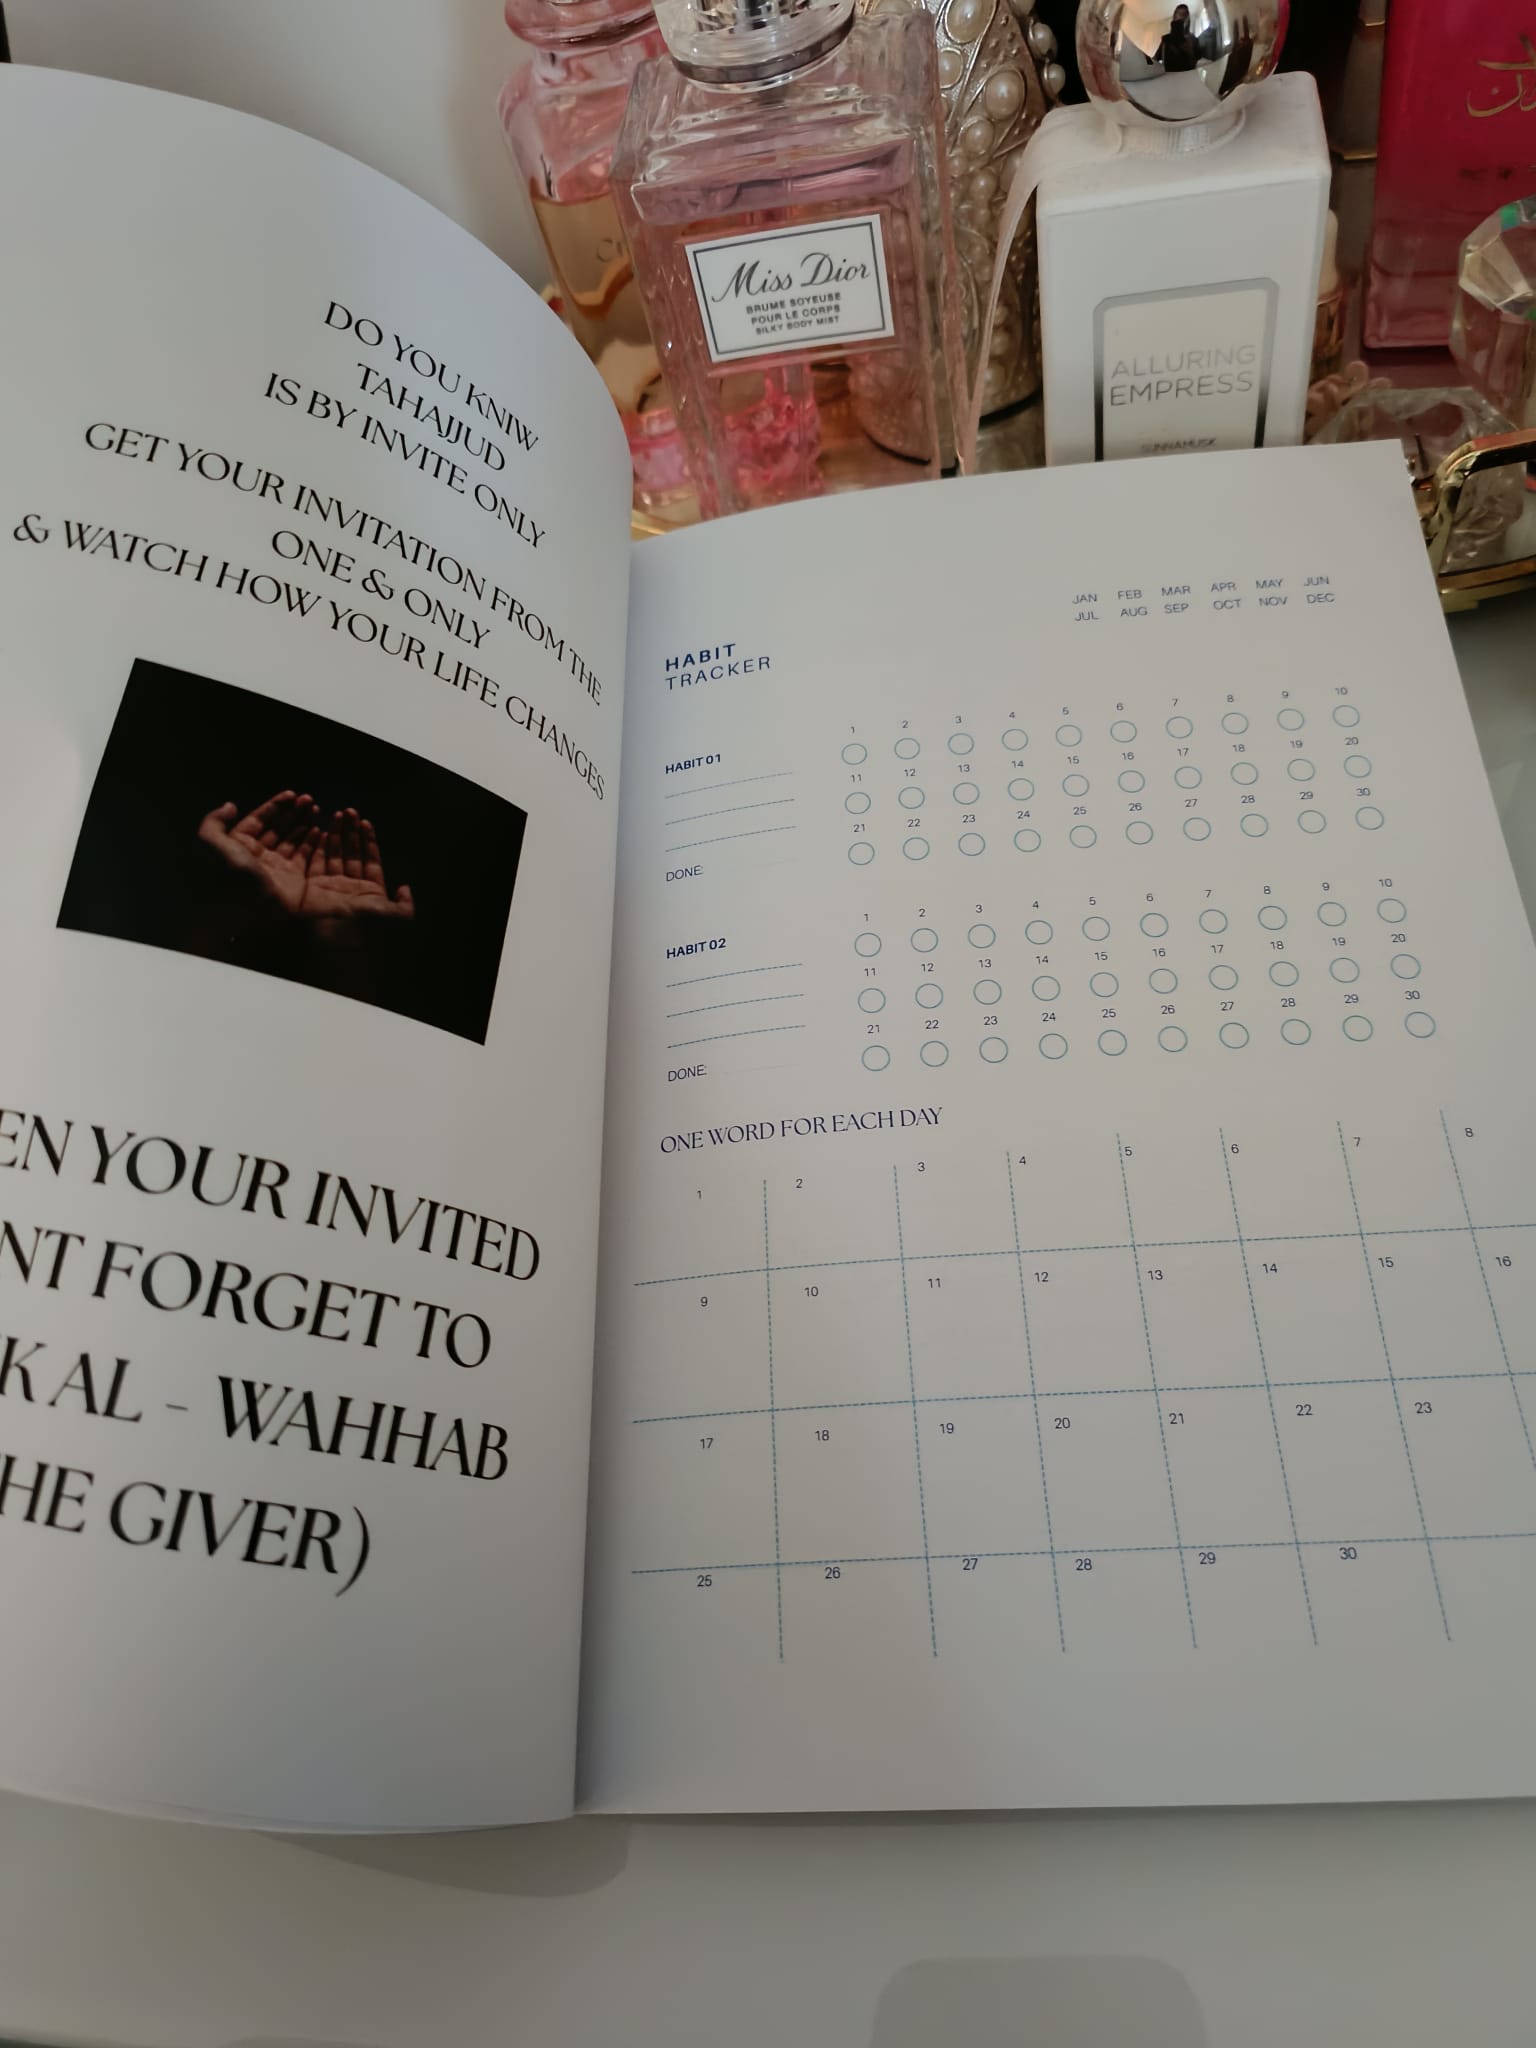 DO YOU KNIW
TAHAJJUD
IS BY INVITE ONLY
GET YOUR INVITATION FROM THE
ONE & ONLY
& WATCH HOW YOUR LIFE CHANGES
YOUR INVITED
FORGET TO
AL - WAHHAB
GIVER)
Miss Dior
BRUME SOYEUSE
POUR LE CORPS
SILKY BODY MIST
ALLURING
EMPRESS
SUNNAMUSK
JAN FEB MAR APR MAY JUN
JUL AUG SEP OCT NOV DEC
HABIT
TRACKER
HABIT 01
1 2 3 4 5 6 7 8 9 10
11 12 13 14 15 16 17 18 19 20
21 22 23 24 25 26 27 28 29 30
DONE:
HABIT 02
1 2 3 4 5 6 7 8 9 10
11 12 13 14 15 16 17 18 19 20
21 22 23 24 25 26 27 28 29 30
DONE:
ONE WORD FOR EACH DAY
1 2 3 4 5 6 7 8
9 10 11 12 13 14 15 16
17 18 19 20 21 22 23
25 26 27 28 29 30